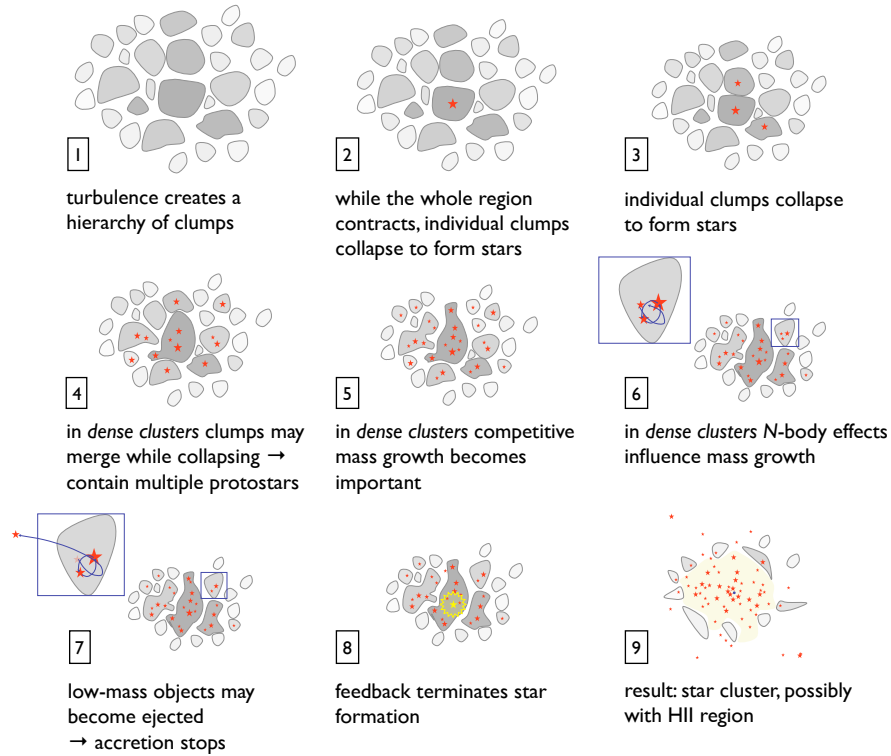 1
turbulence creates a
hierarchy of clumps
2
while the whole region
contracts, individual clumps
collapse to form stars
3
individual clumps collapse
to form stars
4
in dense clusters clumps may
merge while collapsing →
contain multiple protostars
5
in dense clusters competitive
mass growth becomes
important
6
in dense clusters N-body effects
influence mass growth
7
low-mass objects may
become ejected
→ accretion stops
8
feedback terminates star
formation
9
result: star cluster, possibly
with HII region